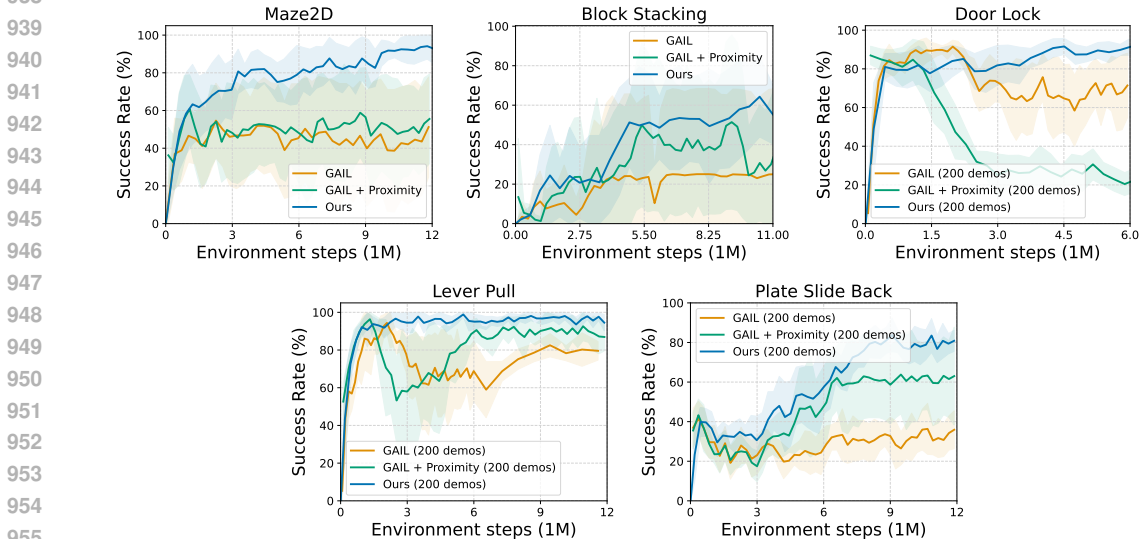 938
939
940
941
942
943
944
945
946
947
948
949
950
951
952
953
954
955
Maze2D
Success Rate (%)
100
80
60
40
20
0
GAIL
GAIL + Proximity
Ours
0 3 6 9 12
Environment steps (1M)
Block Stacking
Success Rate (%)
100
80
60
40
20
0
GAIL
GAIL + Proximity
Ours
0.00 2.75 5.50 8.25 11.00
Environment steps (1M)
Door Lock
Success Rate (%)
100
80
60
40
20
0
GAIL (200 demos)
GAIL + Proximity (200 demos)
Ours (200 demos)
0.0 1.5 3.0 4.5 6.0
Environment steps (1M)
Lever Pull
Success Rate (%)
100
80
60
40
20
0
GAIL (200 demos)
GAIL + Proximity (200 demos)
Ours (200 demos)
0 3 6 9 12
Environment steps (1M)
Plate Slide Back
Success Rate (%)
100
80
60
40
20
0
GAIL (200 demos)
GAIL + Proximity (200 demos)
Ours (200 demos)
0 3 6 9 12
Environment steps (1M)